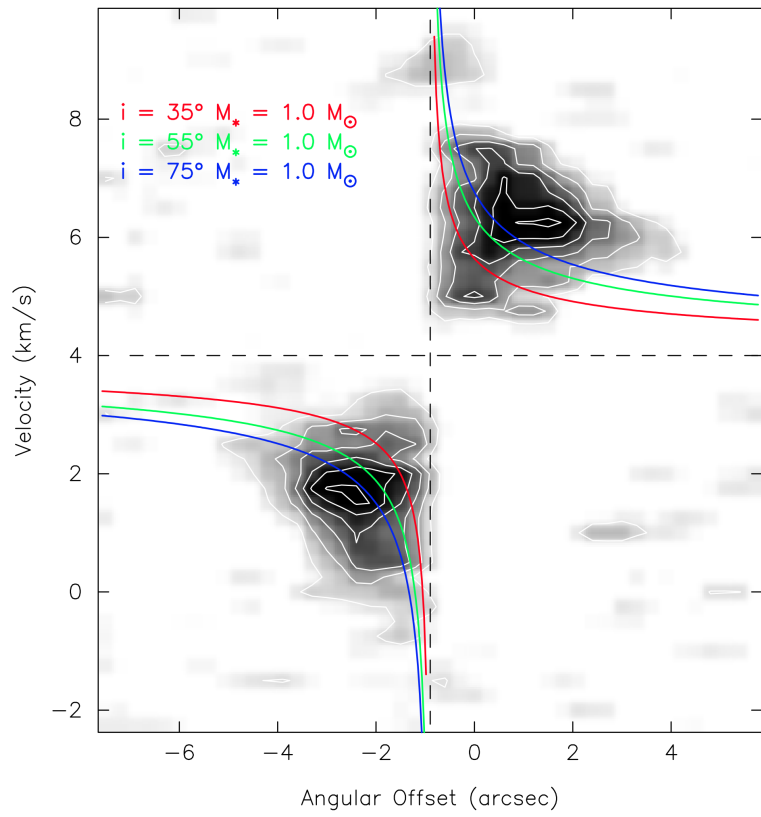 i = 35° M* = 1.0 M⊙
i = 55° M* = 1.0 M⊙
i = 75° M* = 1.0 M⊙
8
6
4
2
0
−2
−6
−4
−2
0
2
4
Velocity (km/s)
Angular Offset (arcsec)